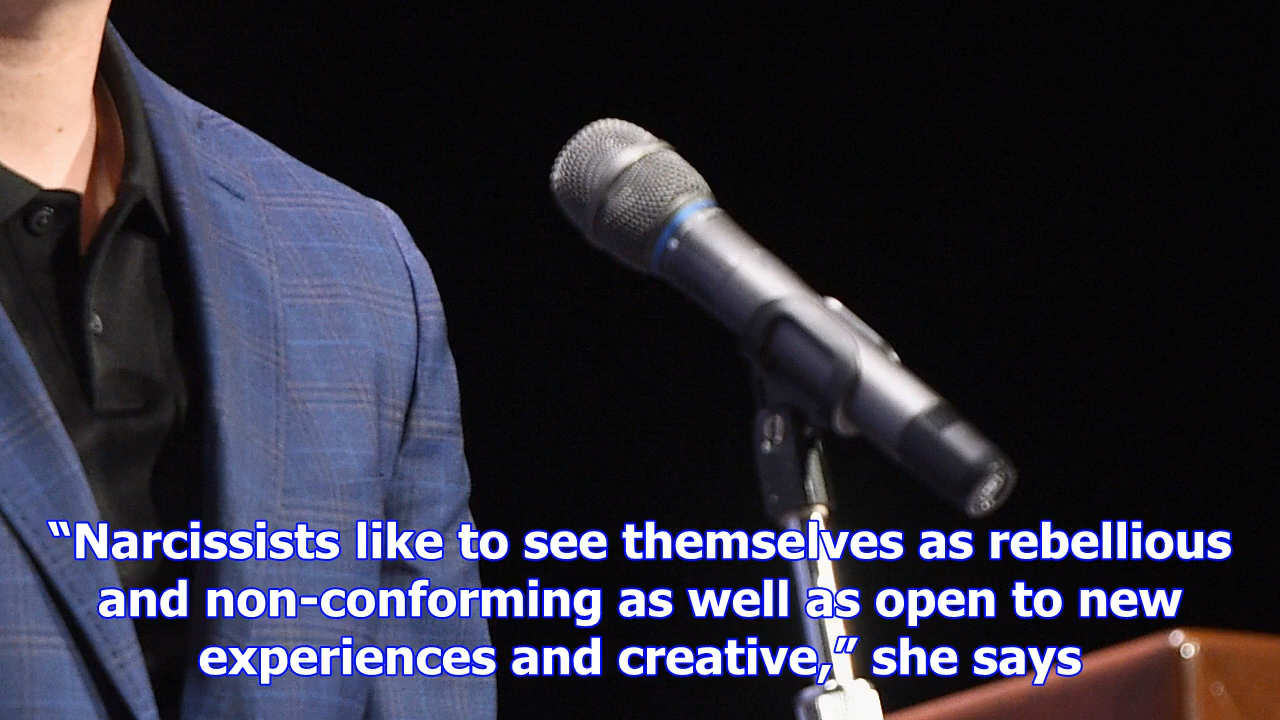 “Narcissists like to see themselves as rebellious
and non-conforming as well as open to new
experiences and creative,” she says